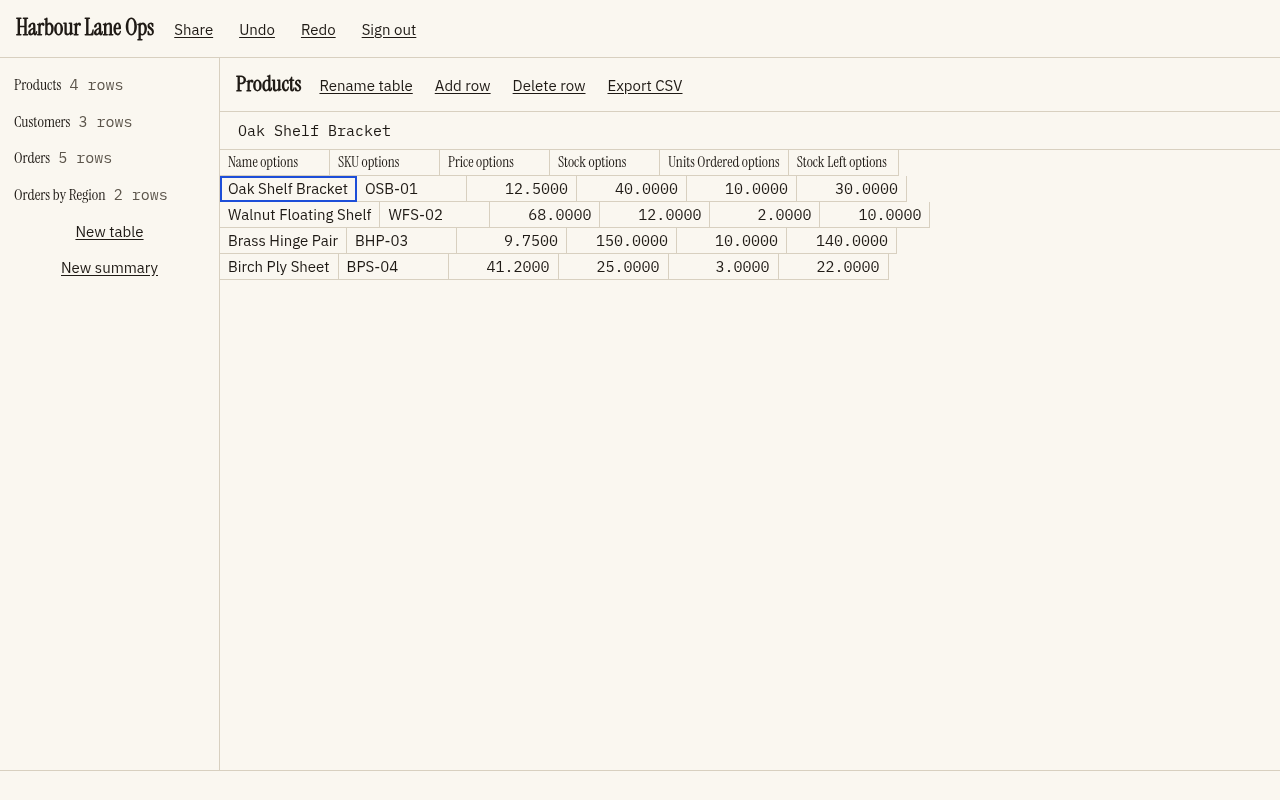 Harbour Lane Ops Share Undo Redo Sign out
Products 4 rows
Customers 3 rows
Orders 5 rows
Orders by Region 2 rows
New table
New summary
Products Rename table Add row Delete row Export CSV
Oak Shelf Bracket
Name options SKU options Price options Stock options Units Ordered options Stock Left options
Oak Shelf Bracket OSB-01 12.5000 40.0000 10.0000 30.0000
Walnut Floating Shelf WFS-02 68.0000 12.0000 2.0000 10.0000
Brass Hinge Pair BHP-03 9.7500 150.0000 10.0000 140.0000
Birch Ply Sheet BPS-04 41.2000 25.0000 3.0000 22.0000